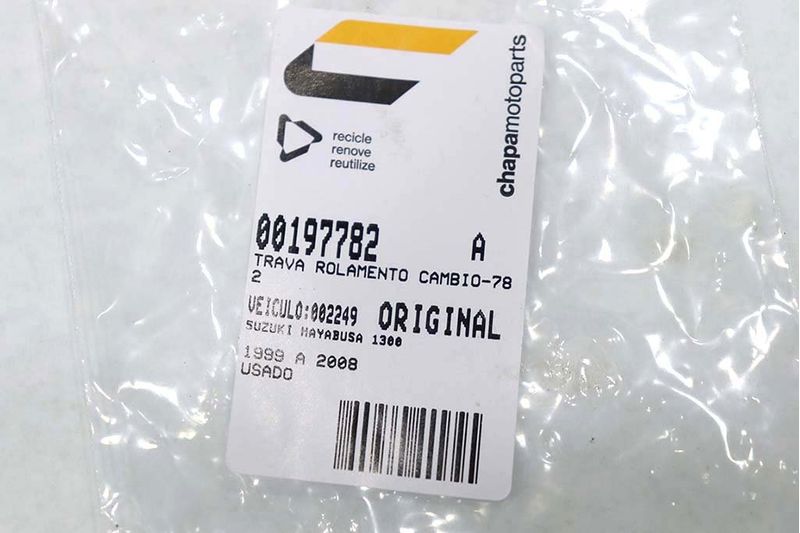 chapamotoparts
recicle
renove
reutilize
00197782 A
TRAVA ROLAMENTO CAMBIO-78
2
VEICULO:002249 ORIGINAL
SUZUKI HAYABUSA 1300
1999 A 2008
USADO